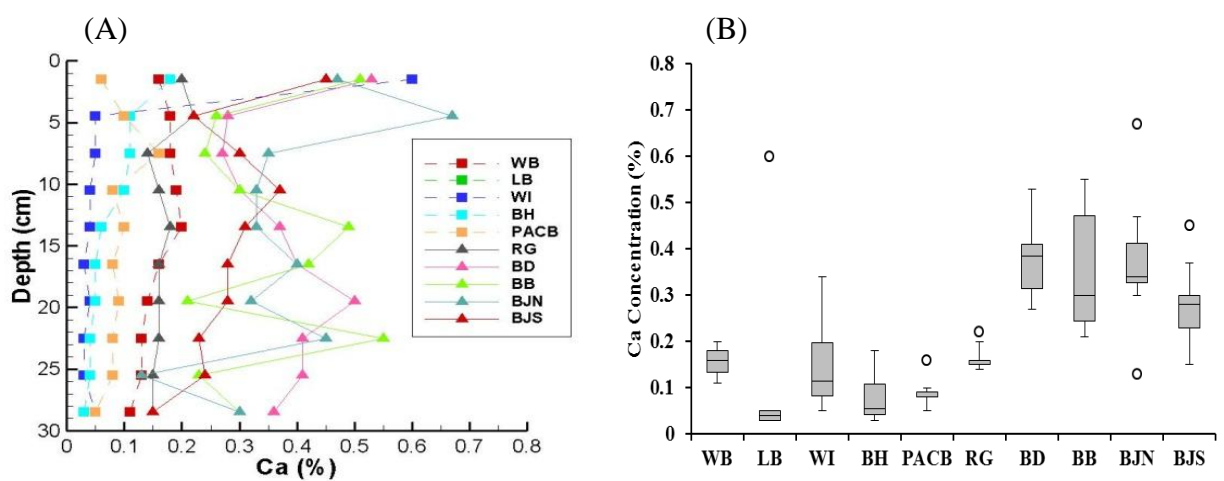 (A)
0
5
10
15
20
25
30
Depth (cm)
0 0.1 0.2 0.3 0.4 0.5 0.6 0.7 0.8
Ca (%)
WB
LB
WI
BH
PACB
RG
BD
BB
BJN
BJS
(B)
0.8
0.7
0.6
0.5
0.4
0.3
0.2
0.1
0
Ca Concentration (%)
WB LB WI BH PACB RG BD BB BJN BJS